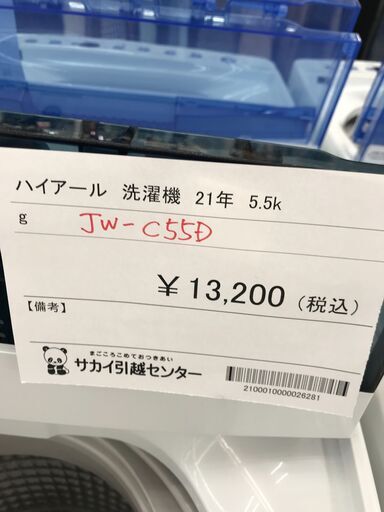 ハイアール 洗濯機 21年 5.5k
g JW-C55D
¥13,200(税込)
【備考】
まごころこめておつきあい
サカイ引越センター
2100010000026281